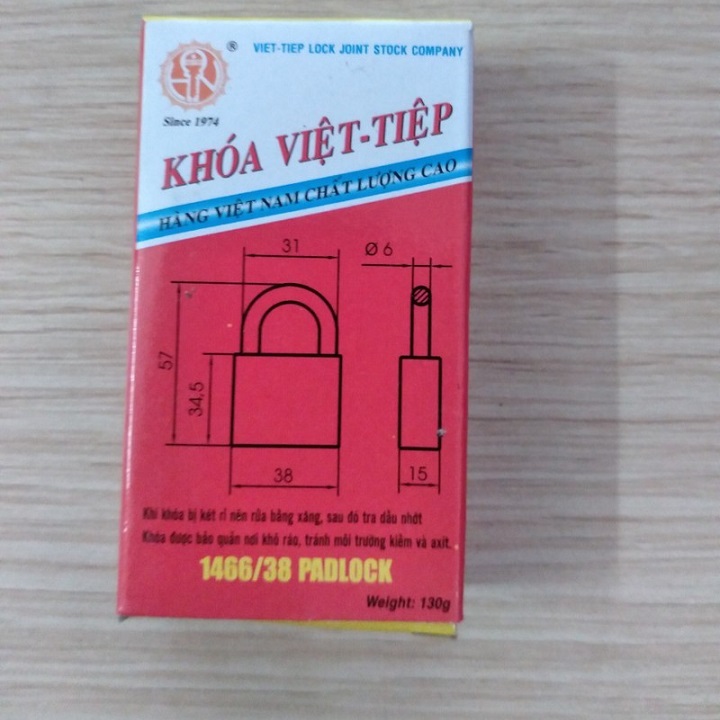 ®
VIET-TIEP LOCK JOINT STOCK COMPANY
Since 1974
KHÓA VIỆT-TIỆP
HÀNG VIỆT NAM CHẤT LƯỢNG CAO
31
Ø 6
57
34,5
38
15
Khi khóa bị két rỉ nên rửa bằng xăng, sau đó tra dầu nhớt
Khóa được bảo quản nơi khô ráo, tránh môi trường kiềm và axít.
1466/38 PADLOCK
Weight: 130g